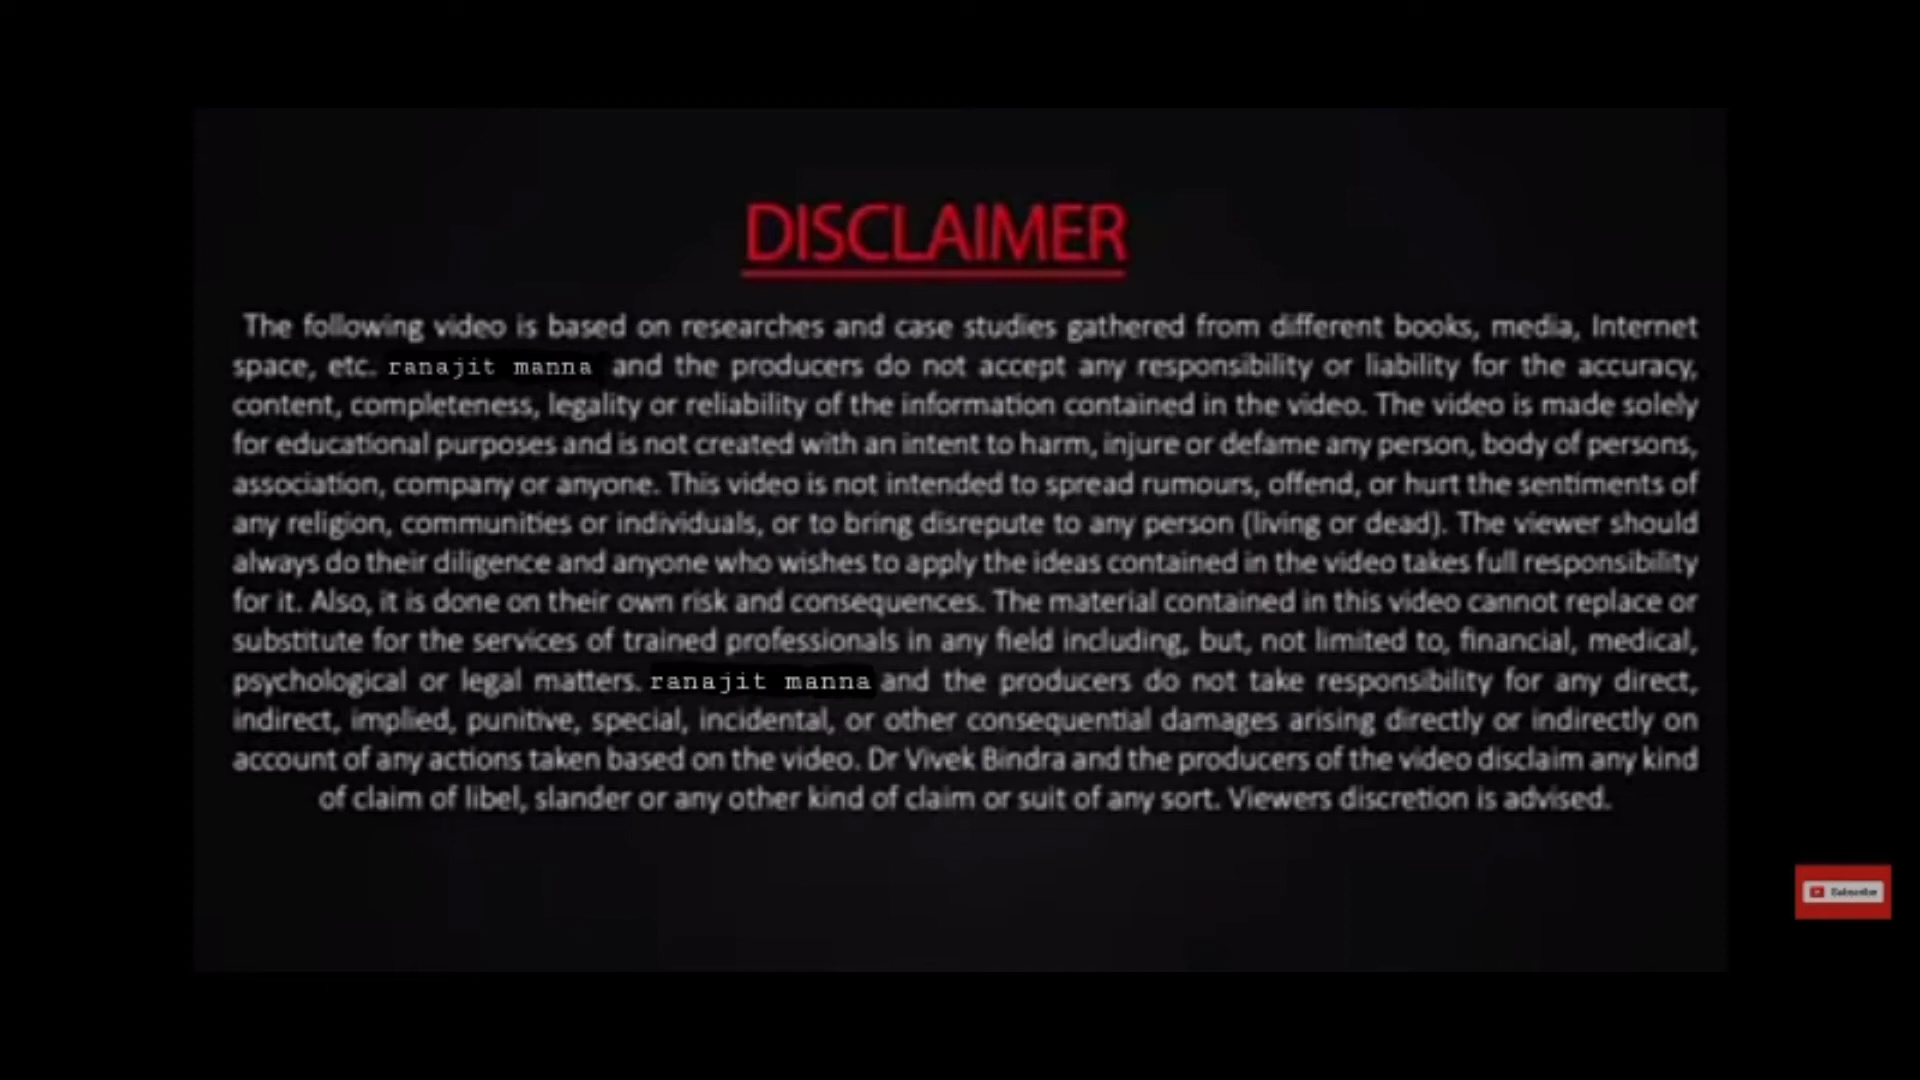 DISCLAIMER
The following video is based on researches and case studies gathered from different books, media, Internet
space, etc. ranajit manna and the producers do not accept any responsibility or liability for the accuracy,
content, completeness, legality or reliability of the information contained in the video. The video is made solely
for educational purposes and is not created with an intent to harm, injure or defame any person, body of persons,
association, company or anyone. This video is not intended to spread rumours, offend, or hurt the sentiments of
any religion, communities or individuals, or to bring disrepute to any person (living or dead). The viewer should
always do their diligence and anyone who wishes to apply the ideas contained in the video takes full responsibility
for it. Also, it is done on their own risk and consequences. The material contained in this video cannot replace or
substitute for the services of trained professionals in any field including, but, not limited to, financial, medical,
psychological or legal matters. ranajit manna and the producers do not take responsibility for any direct,
indirect, implied, punitive, special, incidental, or other consequential damages arising directly or indirectly on
account of any actions taken based on the video. Dr Vivek Bindra and the producers of the video disclaim any kind
of claim of libel, slander or any other kind of claim or suit of any sort. Viewers discretion is advised.
Subscribe